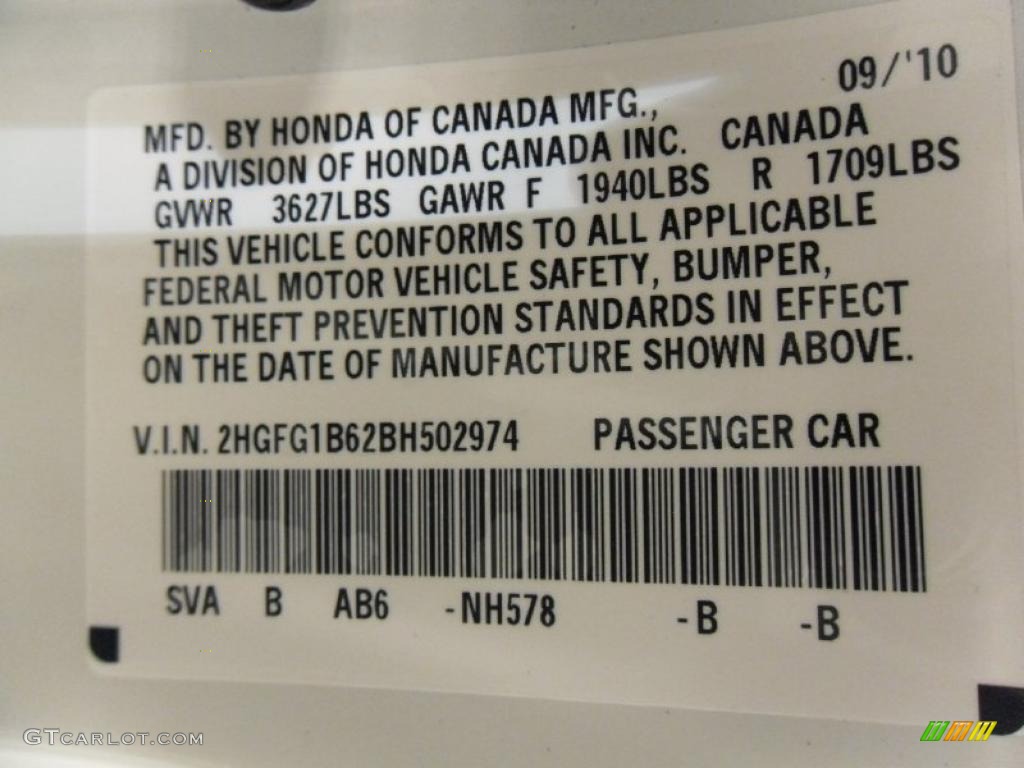 09/'10
MFD. BY HONDA OF CANADA MFG.,
A DIVISION OF HONDA CANADA INC. CANADA
GVWR 3627LBS GAWR F 1940LBS R 1709LBS
THIS VEHICLE CONFORMS TO ALL APPLICABLE
FEDERAL MOTOR VEHICLE SAFETY, BUMPER,
AND THEFT PREVENTION STANDARDS IN EFFECT
ON THE DATE OF MANUFACTURE SHOWN ABOVE.
V.I.N. 2HGFG1B62BH502974 PASSENGER CAR
SVA B AB6 -NH578 -B -B
GTCARLOT.COM